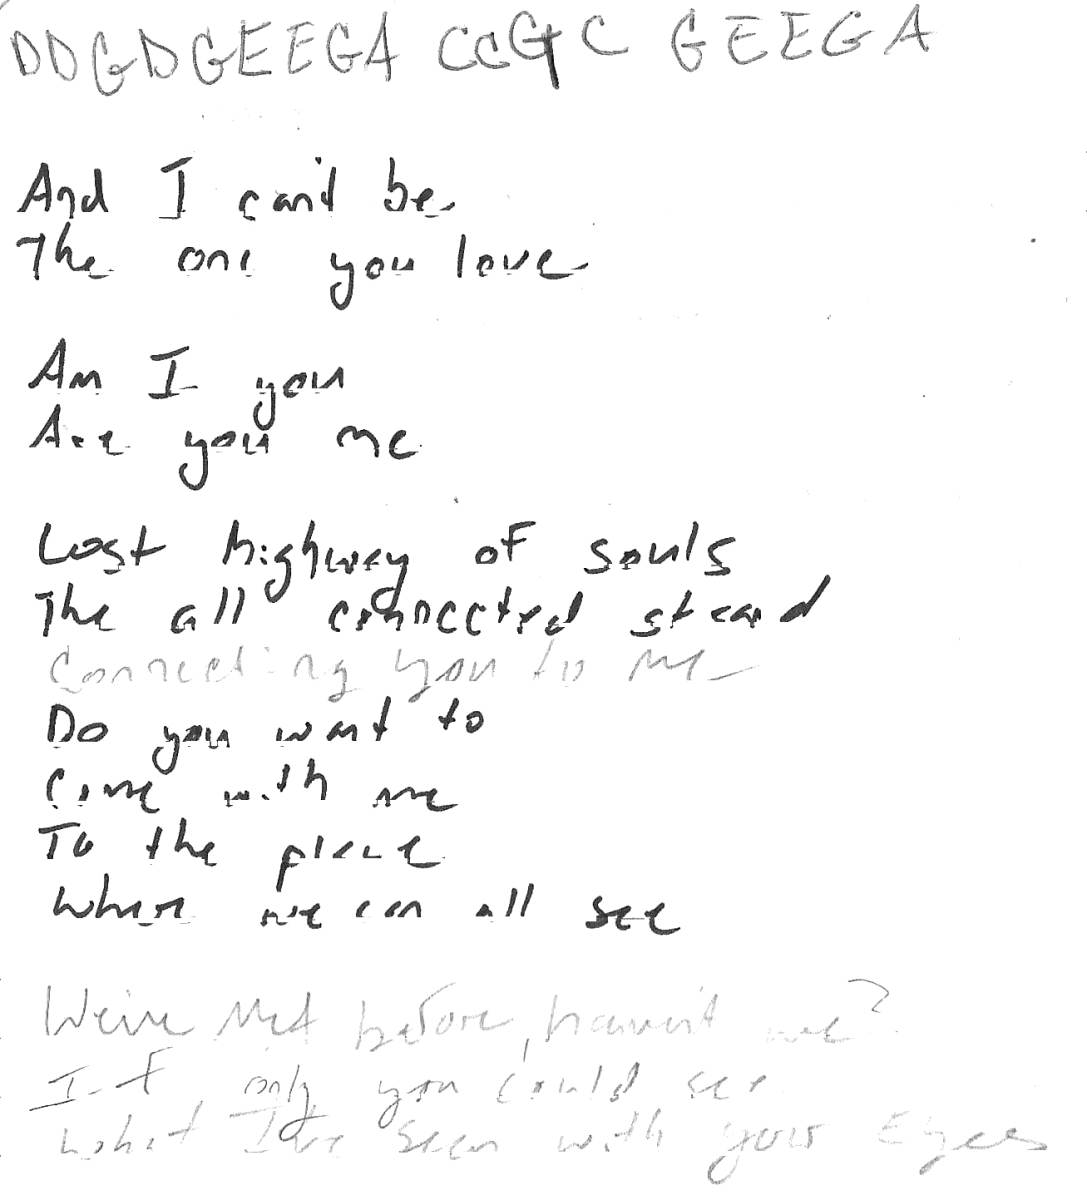 DDGDGEEGA CCGC GEEGA
And I can't be
The one you love
Am I you
Are you me
Lost highway of souls
The all connected stead
Connecting you to me
Do you want to
Come with me
To the place
Where we can all see
We've Met before, haven't we?
If only you could see
What I've seen with your Eyes